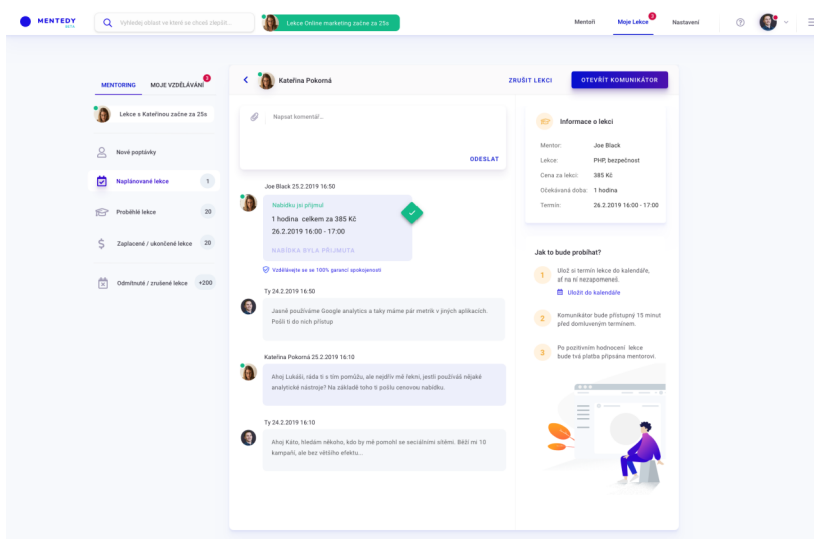 MENTEDY
BETA
Vyhledej oblast ve které se chceš zlepšit...
Lekce Online marketing začne za 25s
Mentoři
Moje Lekce
3
Nastavení
MENTORING
MOJE VZDĚLÁVÁNÍ
3
Lekce s Kateřinou začne za 25s
Nové poptávky
Naplánované lekce
1
Proběhlé lekce
20
Zaplacené / ukončené lekce
20
Odmítnuté / zrušené lekce
+200
Kateřina Pokorná
ZRUŠIT LEKCI
OTEVŘÍT KOMUNIKÁTOR
Napsat komentář...
ODESLAT
Joe Black 25.2.2019 16:50
Nabídku jsi přijmul
1 hodina celkem za 385 Kč
26.2.2019 16:00 - 17:00
NABÍDKA BYLA PŘIJMUTA
Vzdělávejte se se 100% garancí spokojenosti
Ty 24.2.2019 16:50
Jasně používáme Google analytics a taky máme pár metrik v jiných aplikacích.
Pošli ti do nich přístup
Kateřina Pokorná 25.2.2019 16:10
Ahoj Lukáši, ráda ti s tím pomůžu, ale nejdřív mě řekni, jestli používáš nějaké
analytické nástroje? Na základě toho ti pošlu cenovou nabídku.
Ty 24.2.2019 16:10
Ahoj Káťo, hledám někoho, kdo by mě pomohl se sociálními sítěmi. Běží mi 10
kampaní, ale bez většího efektu...
Informace o lekci
Mentor: Joe Black
Lekce: PHP, bezpečnost
Cena za lekci: 385 Kč
Očekávaná doba: 1 hodina
Termín: 26.2.2019 16:00 - 17:00
Jak to bude probíhat?
1
Ulož si termín lekce do kalendáře,
ať na ní nezapomeneš.
Uložit do kalendáře
2
Komunikátor bude přístupný 15 minut
před domluveným termínem.
3
Po pozitivním hodnocení lekce
bude tvá platba připsána mentorovi.